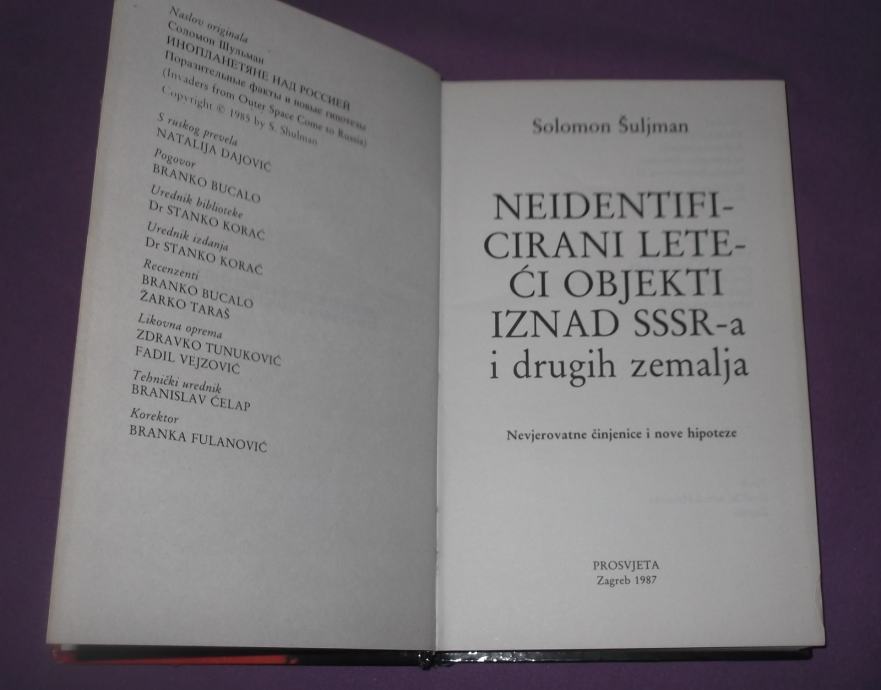 Naslov originala
Соломон Шульман
ИНОПЛАНЕТЯНЕ НАД РОССИЕЙ
Поразительные факты и новые гипотезы
(Invaders from Outer Space Come to Russia)
Copyright © 1985 by S. Shulman
S ruskog prevela
NATALIJA DAJOVIĆ
Pogovor
BRANKO BUCALO
Urednik biblioteke
Dr STANKO KORAĆ
Urednik izdanja
Dr STANKO KORAĆ
Recenzenti
BRANKO BUCALO
ŽARKO TARAŠ
Likovna oprema
ZDRAVKO TUNUKOVIĆ
FADIL VEJZOVIĆ
Tehnički urednik
BRANISLAV ĆELAP
Korektor
BRANKA FULANOVIĆ
Solomon Šuljman
NEIDENTIFI-
CIRANI LETE-
ĆI OBJEKTI
IZNAD SSSR-a
i drugih zemalja
Nevjerovatne činjenice i nove hipoteze
PROSVJETA
Zagreb 1987